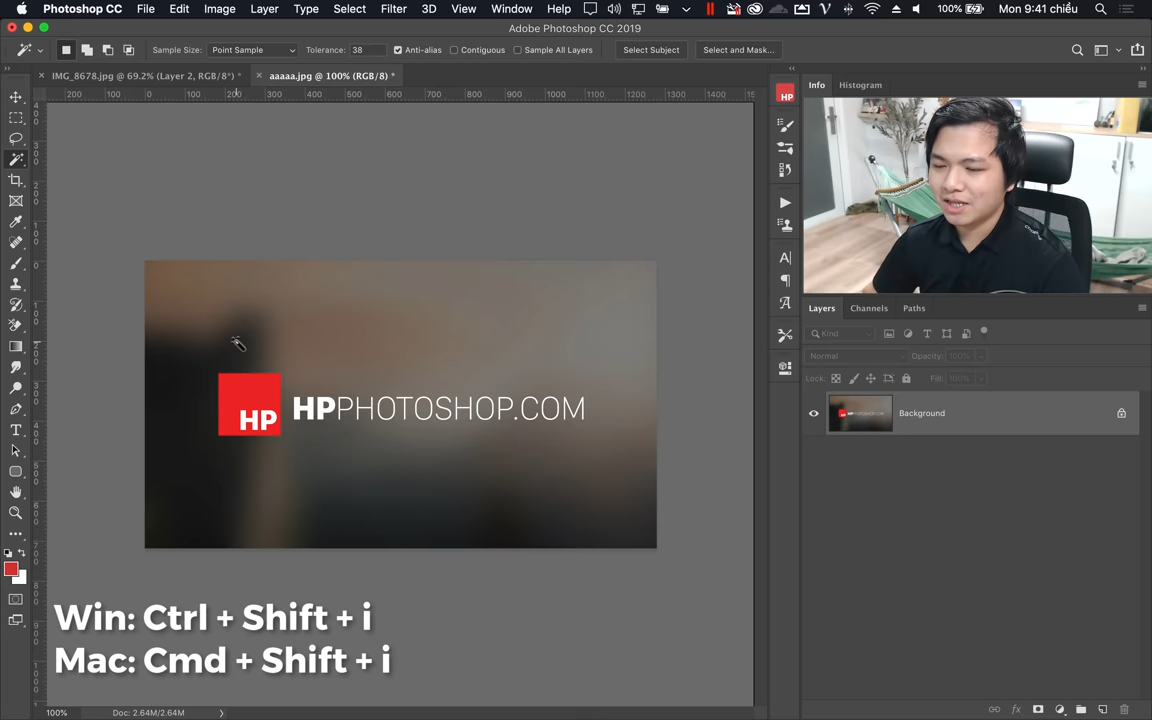 Photoshop CC File Edit Image Layer Type Select Filter 3D View Window Help 100% Mon 9:41 chiều
Adobe Photoshop CC 2019
Sample Size: Point Sample Tolerance: 38 Anti-alias Contiguous Sample All Layers Select Subject Select and Mask...
IMG_8678.jpg @ 69.2% (Layer 2, RGB/8*) * aaaaa.jpg @ 100% (RGB/8) *
200 100 0 100 200 300 400 500 600 700 800 900 1000 1100 1200 1300 1400
HP
Info Histogram
Layers Channels Paths
Kind
Normal Opacity: 100%
Lock: Fill: 100%
Background
HP HPPHOTOSHOP.COM
Win: Ctrl + Shift + i
Mac: Cmd + Shift + i
100% Doc: 2.64M/2.64M